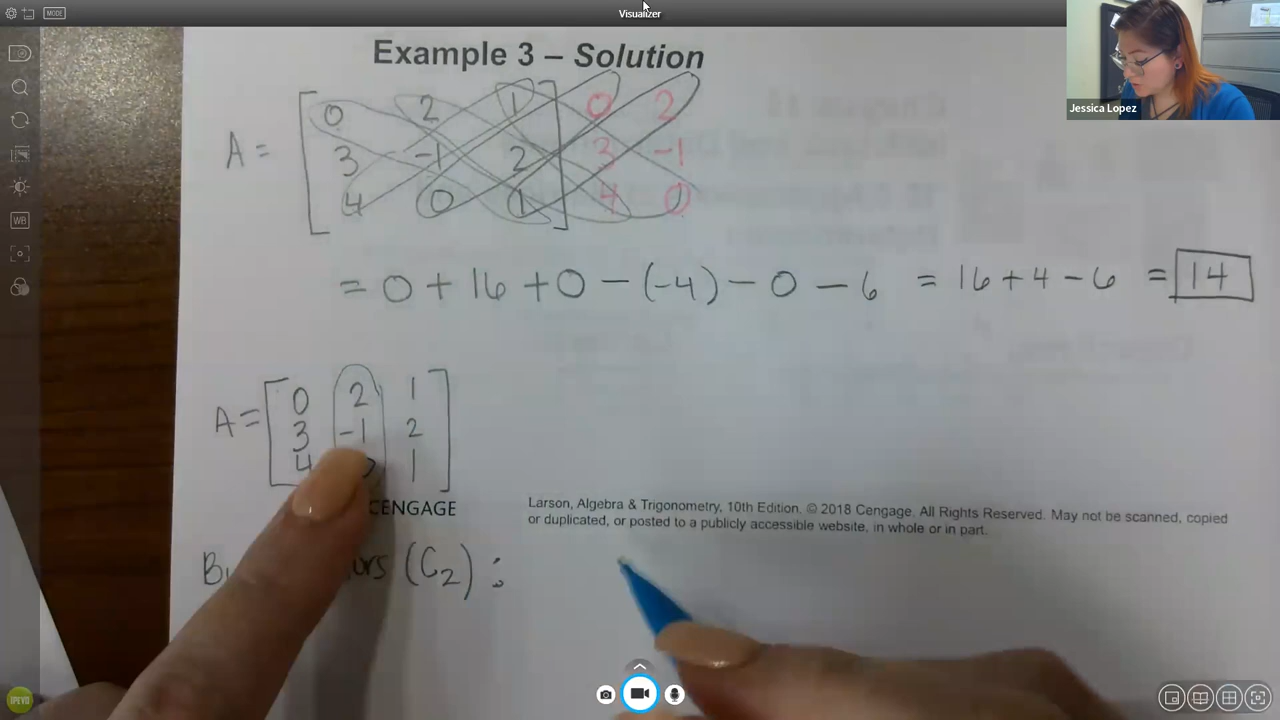 MODE
Visualizer
Example 3 – Solution
Jessica Lopez
0 2 1 0 2
A = 3 -1 2 3 -1
4 0 1 4 0
= 0 + 16 + 0 - (-4) - 0 - 6 = 16 + 4 - 6 = 14
0 2 1
A = 3 -1 2
4 1
CENGAGE
Larson, Algebra & Trigonometry, 10th Edition. © 2018 Cengage. All Rights Reserved. May not be scanned, copied
or duplicated, or posted to a publicly accessible website, in whole or in part.
(C2) :
WB
IPEVO